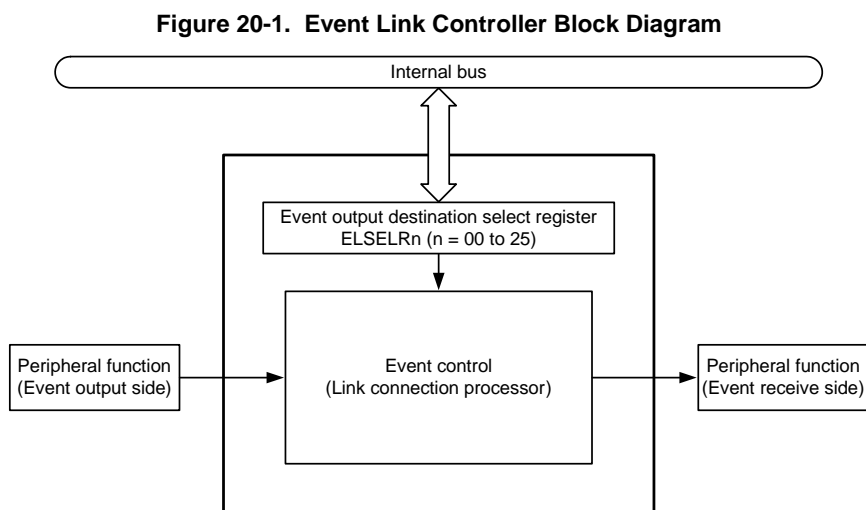 Figure 20-1. Event Link Controller Block Diagram
Internal bus
Event output destination select register
ELSELRn (n = 00 to 25)
Peripheral function
(Event output side)
Event control
(Link connection processor)
Peripheral function
(Event receive side)